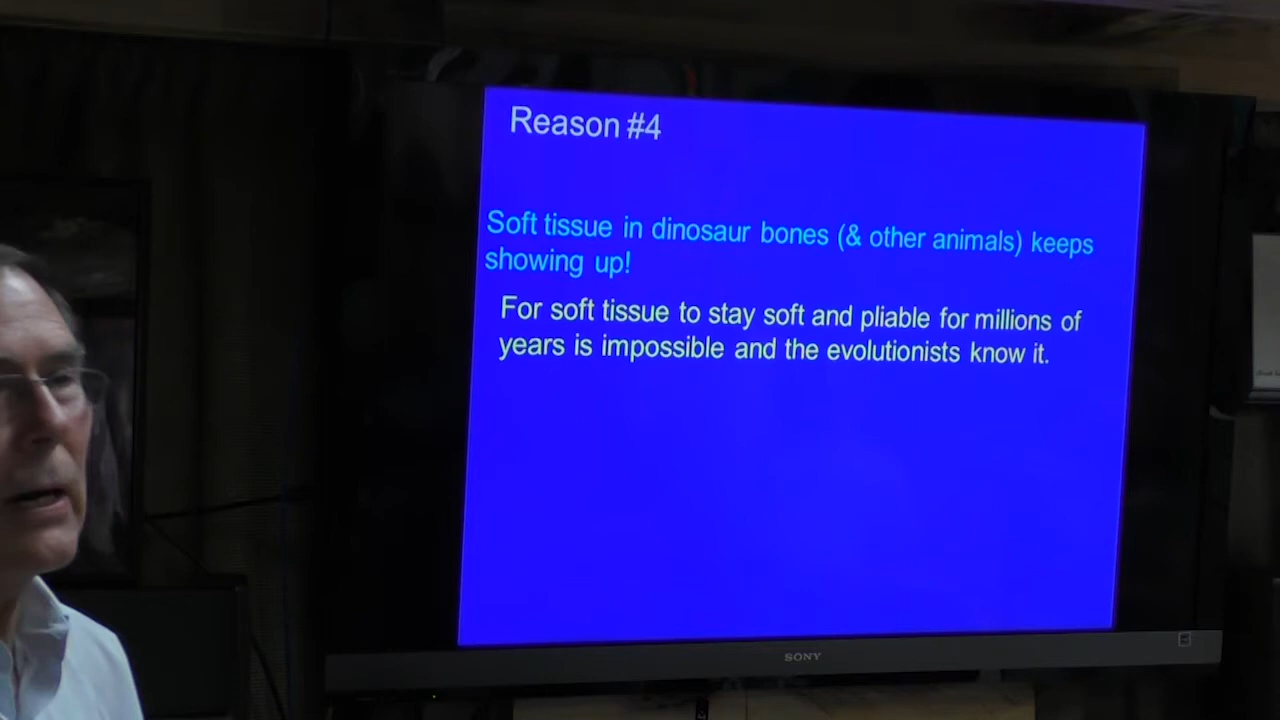 Reason #4
Soft tissue in dinosaur bones (& other animals) keeps
showing up!
For soft tissue to stay soft and pliable for millions of
years is impossible and the evolutionists know it.
SONY